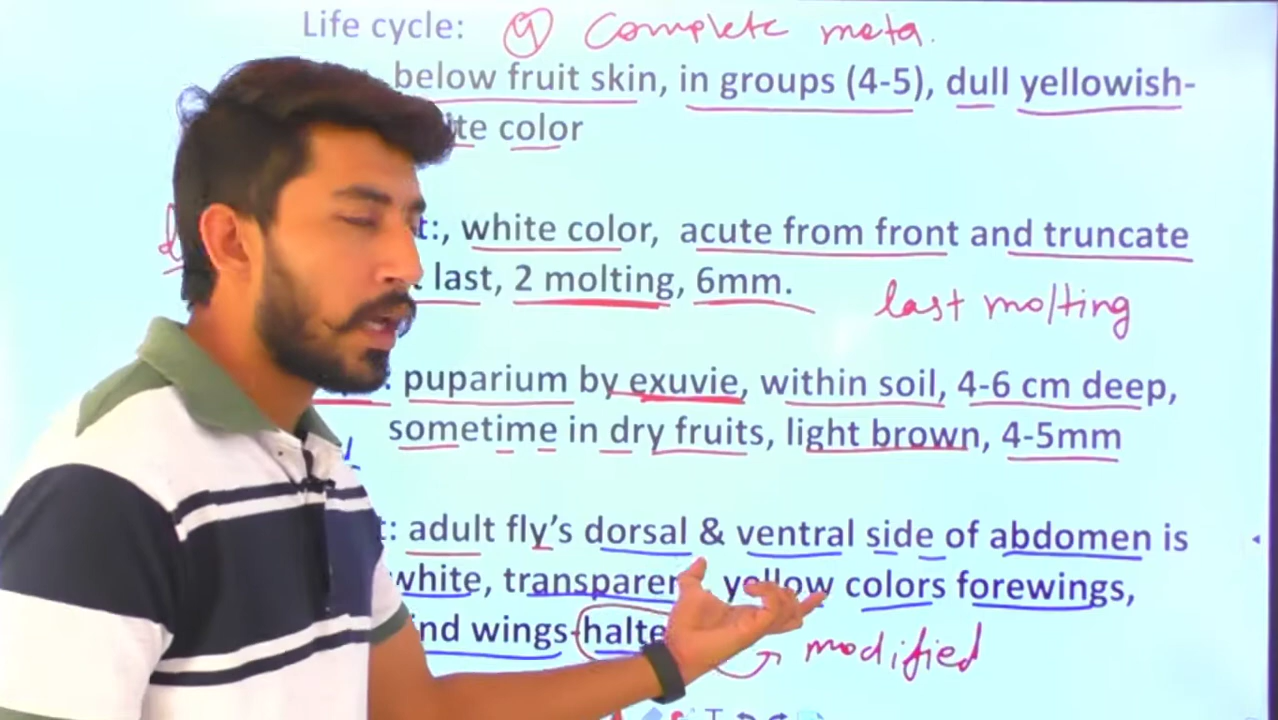 Life cycle: 4 Complete meta.
below fruit skin, in groups (4-5), dull yellowish-
color
white color, acute from front and truncate
last, 2 molting, 6mm.
last molting
: puparium by exuvie, within soil, 4-6 cm deep,
sometime in dry fruits, light brown, 4-5mm
: adult fly's dorsal & ventral side of abdomen is
white, yellow colors forewings,
wings-
modified